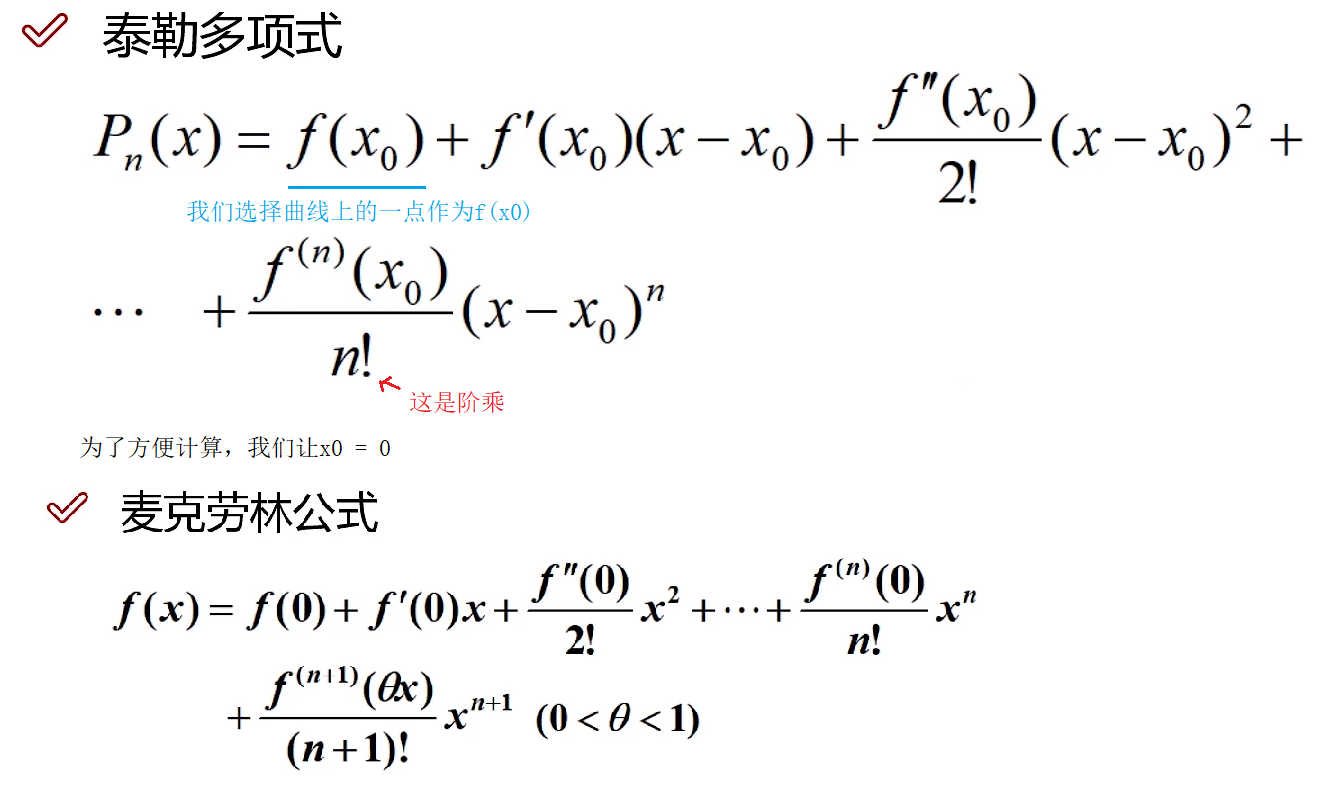 泰勒多项式
Pₙ(x) = f(x₀) + f′(x₀)(x − x₀) + f″(x₀)/2! (x − x₀)² +
我们选择曲线上的一点作为f(x0)
⋯ + f⁽ⁿ⁾(x₀)/n! (x − x₀)ⁿ
这是阶乘
为了方便计算，我们让x0 = 0
麦克劳林公式
f(x) = f(0) + f′(0)x + f″(0)/2! x² + ⋯ + f⁽ⁿ⁾(0)/n! xⁿ
+ f⁽ⁿ⁺¹⁾(θx)/(n+1)! xⁿ⁺¹ (0 < θ < 1)